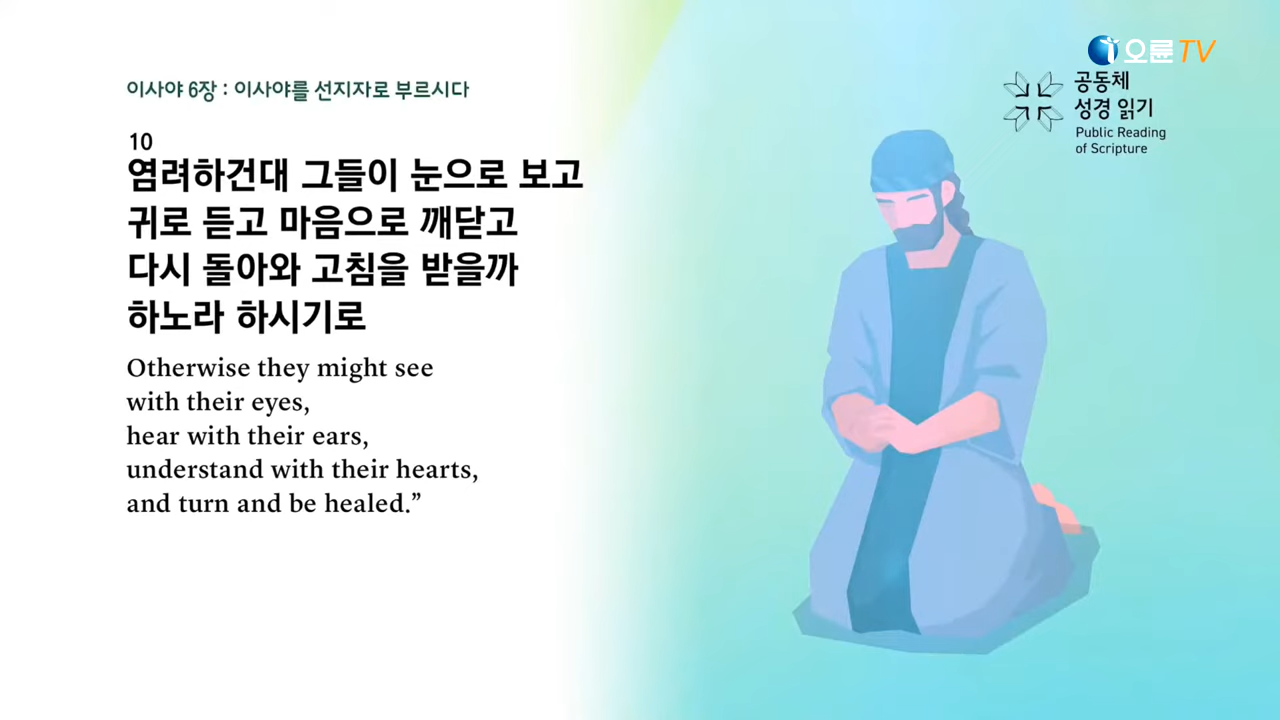 오륜TV
공동체
성경 읽기
Public Reading
of Scripture
이사야 6장 : 이사야를 선지자로 부르시다
10
염려하건대 그들이 눈으로 보고
귀로 듣고 마음으로 깨닫고
다시 돌아와 고침을 받을까
하노라 하시기로
Otherwise they might see
with their eyes,
hear with their ears,
understand with their hearts,
and turn and be healed.”